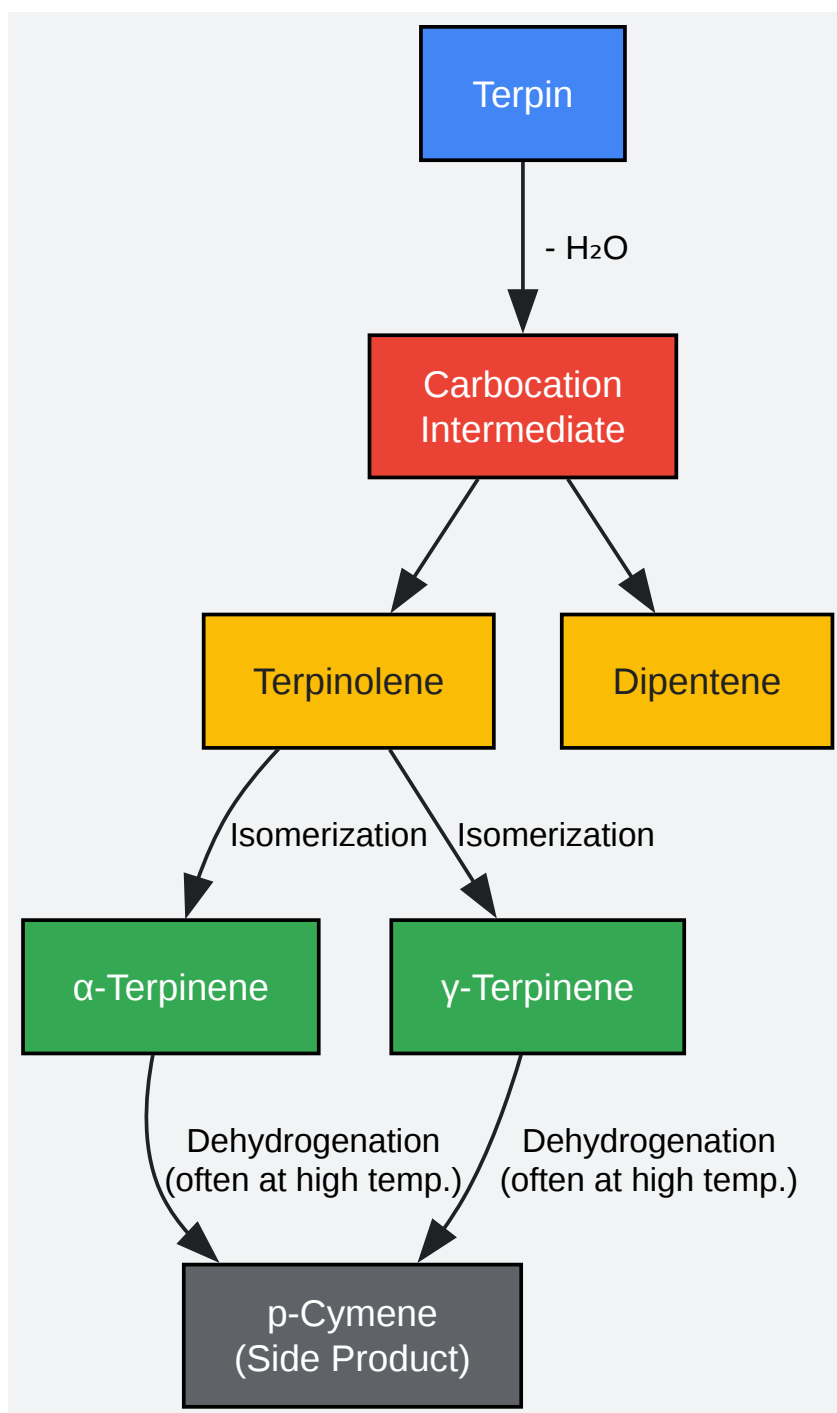 Terpin
- H₂O
Carbocation
Intermediate
Terpinolene
Dipentene
Isomerization
Isomerization
α-Terpinene
γ-Terpinene
Dehydrogenation
(often at high temp.)
Dehydrogenation
(often at high temp.)
p-Cymene
(Side Product)